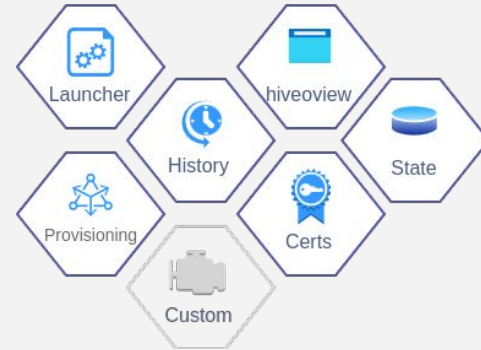 Launcher
hiveoview
History
State
Provisioning
Certs
Custom